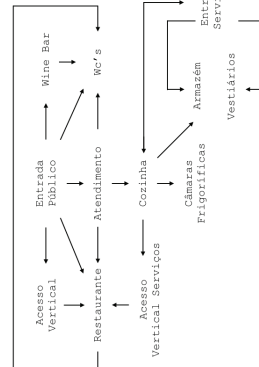 Entrada
Público
Wine Bar
Acesso
Vertical
Wc's
Atendimento
Restaurante
Cozinha
Acesso
Vertical Serviços
Câmaras
Frigoríficas
Armazém
Vestiários